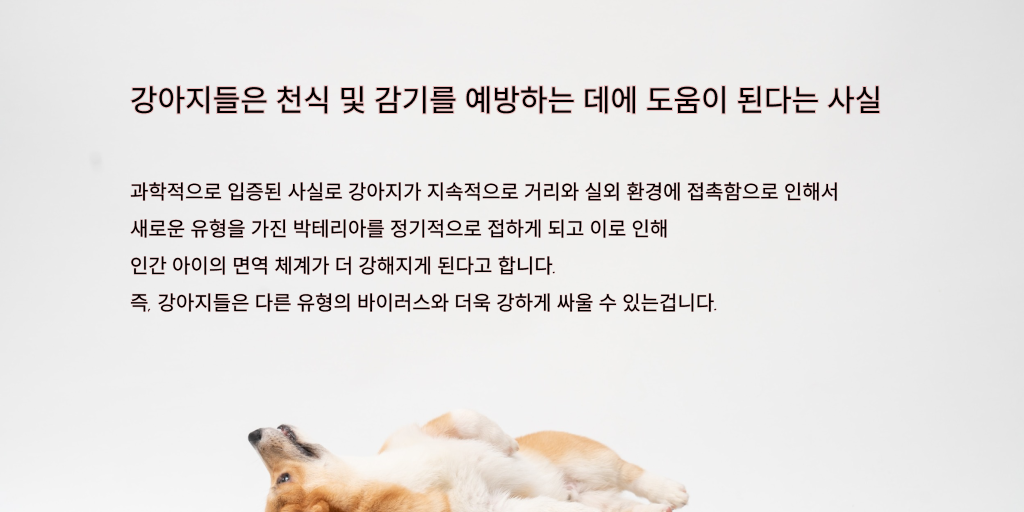 강아지들은 천식 및 감기를 예방하는 데에 도움이 된다는 사실
과학적으로 입증된 사실로 강아지가 지속적으로 거리와 실외 환경에 접촉함으로 인해서
새로운 유형을 가진 박테리아를 정기적으로 접하게 되고 이로 인해
인간 아이의 면역 체계가 더 강해지게 된다고 합니다.
즉, 강아지들은 다른 유형의 바이러스와 더욱 강하게 싸울 수 있는겁니다.